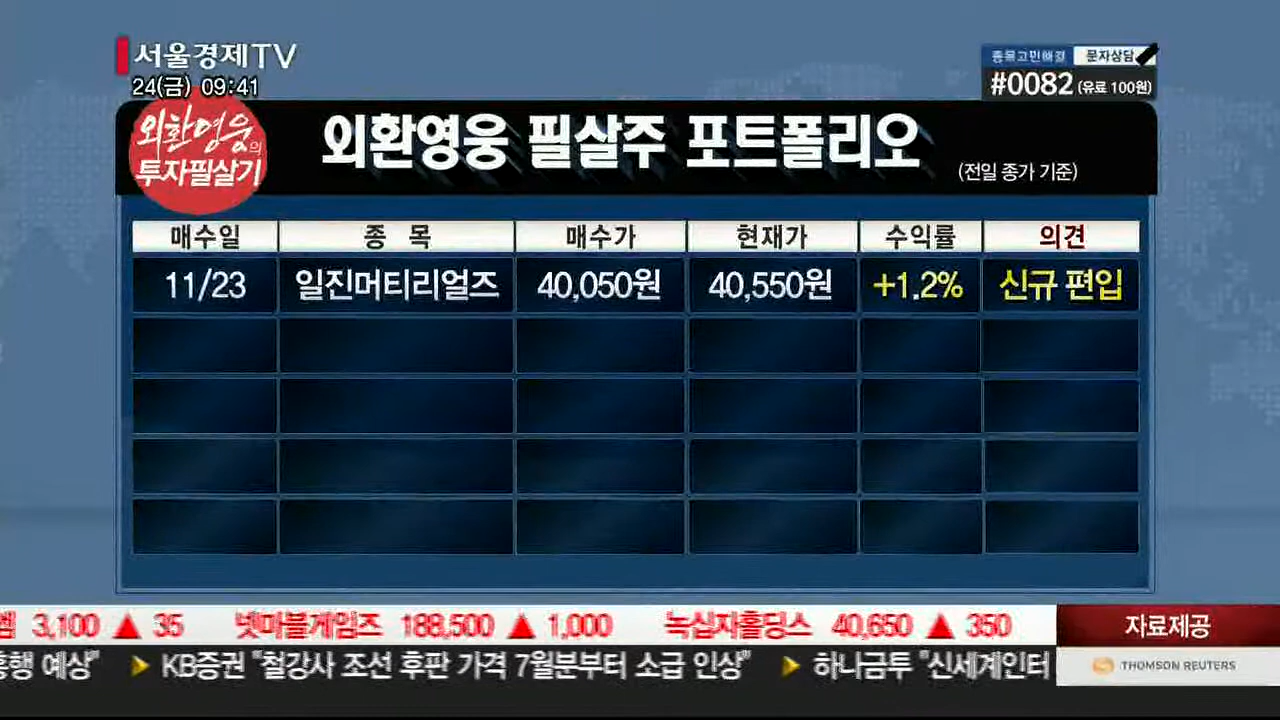 서울경제TV
24(금) 09:41
종목고민해결 문자상담
#0082 (유료 100원)
외환영웅의
투자필살기
외환영웅 필살주 포트폴리오
(전일 종가 기준)
매수일 종 목 매수가 현재가 수익률 의견
11/23 일진머티리얼즈 40,050원 40,550원 +1.2% 신규 편입
3,100 ▲ 35 넷마블게임즈 188,500 ▲ 1,000 녹십자홀딩스 40,650 ▲ 350
자료제공
예상" ▶ KB증권 "철강사 조선 후판 가격 7월분부터 소급 인상" ▶ 하나금투 "신세계인터
THOMSON REUTERS